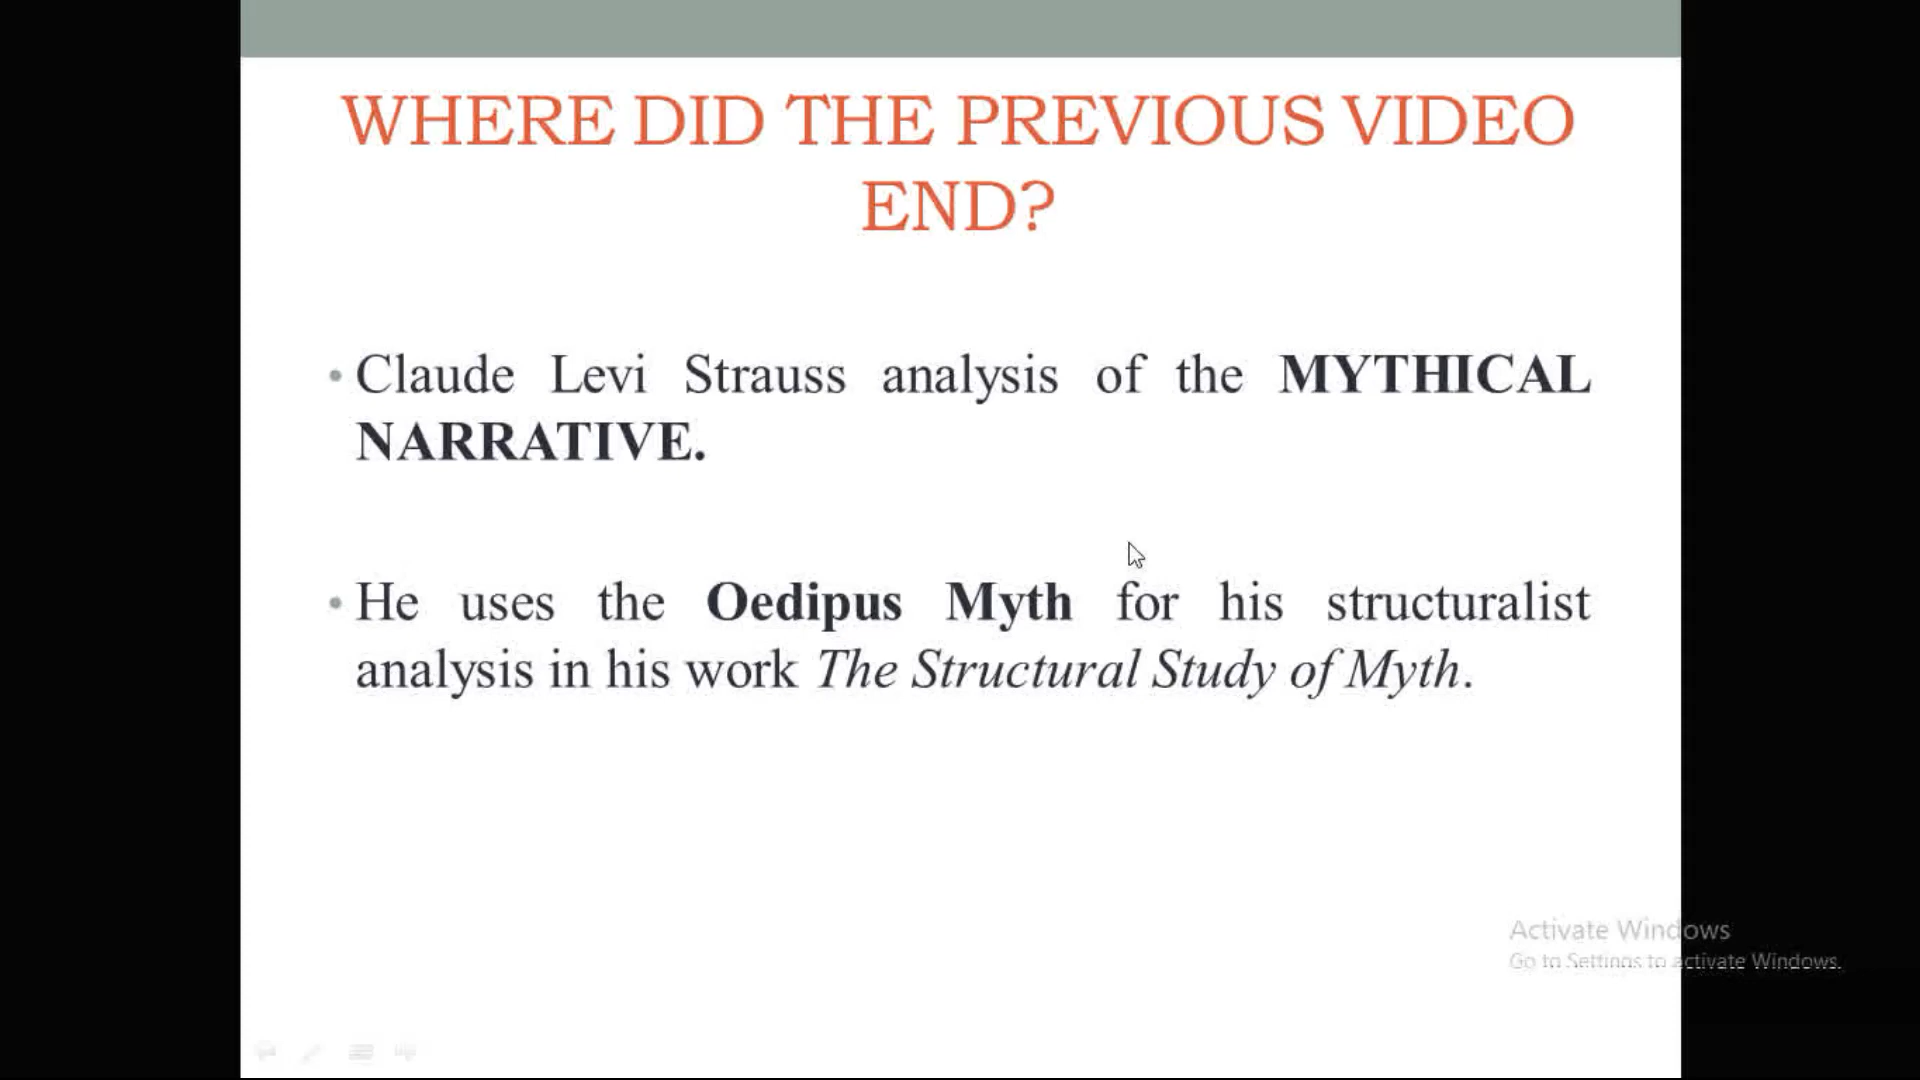 WHERE DID THE PREVIOUS VIDEO
END?
• Claude Levi Strauss analysis of the MYTHICAL
NARRATIVE.
• He uses the Oedipus Myth for his structuralist
analysis in his work The Structural Study of Myth.
Activate Windows
Go to Settings to activate Windows.